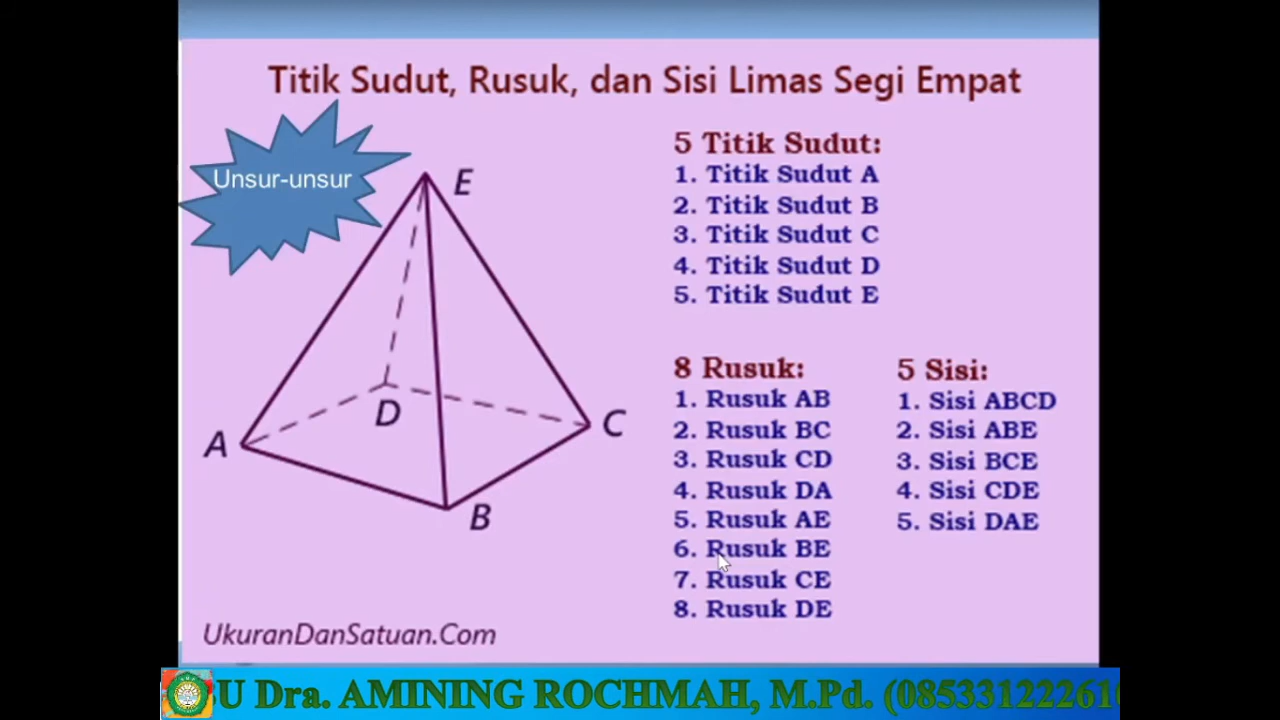 Titik Sudut, Rusuk, dan Sisi Limas Segi Empat
Unsur-unsur
E
D
A
C
B
5 Titik Sudut:
1. Titik Sudut A
2. Titik Sudut B
3. Titik Sudut C
4. Titik Sudut D
5. Titik Sudut E
8 Rusuk:
1. Rusuk AB
2. Rusuk BC
3. Rusuk CD
4. Rusuk DA
5. Rusuk AE
6. Rusuk BE
7. Rusuk CE
8. Rusuk DE
5 Sisi:
1. Sisi ABCD
2. Sisi ABE
3. Sisi BCE
4. Sisi CDE
5. Sisi DAE
UkuranDanSatuan.Com
U Dra. AMINING ROCHMAH, M.Pd. (085331222610